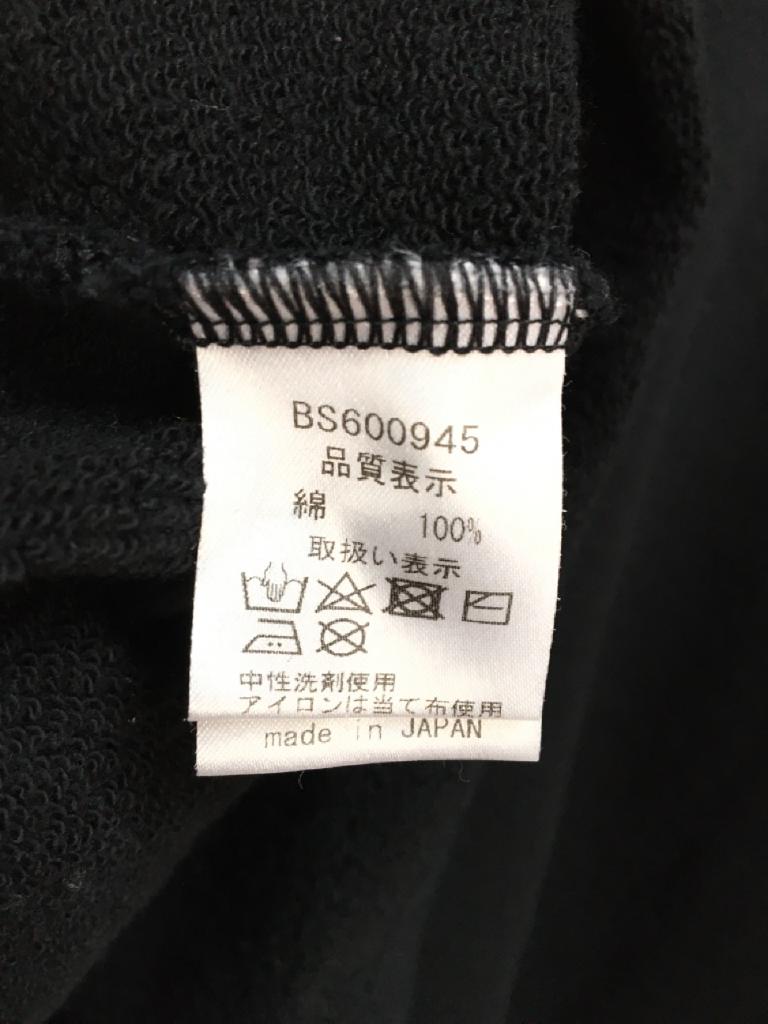 BS600945
品質表示
綿 100%
取扱い表示
中性洗剤使用
アイロンは当て布使用
made in JAPAN